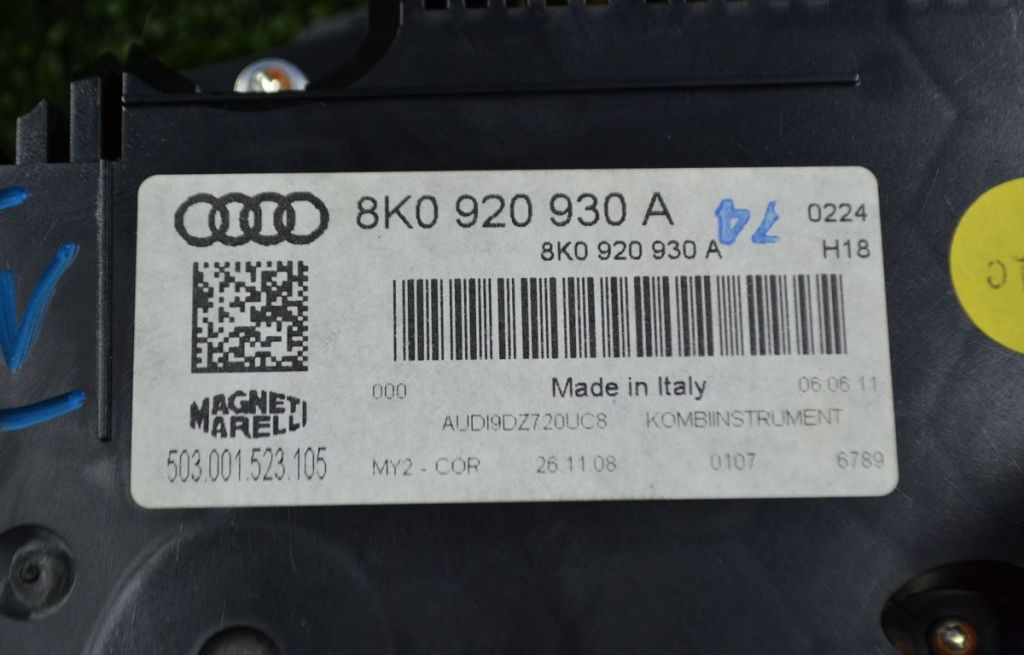 8K0 920 930 A 74 0224
8K0 920 930 A H18
000 Made in Italy 06 06 11
AUDI9DZ720UC8 KOMBIINSTRUMENT
MAGNETI
MARELLI
503.001.523.105 MY2 - COR 26.11.08 0107 6789